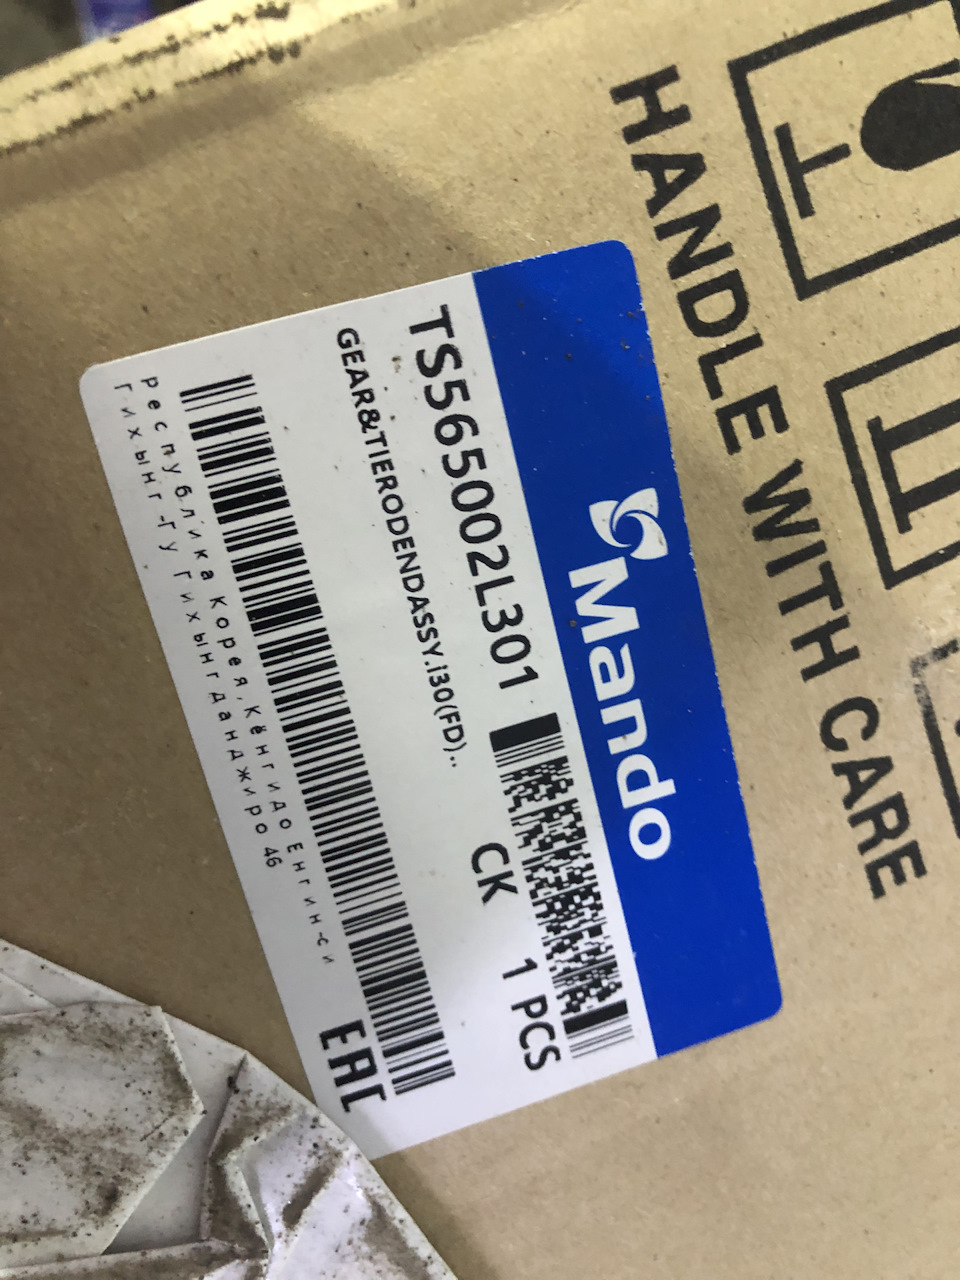 HANDLE WITH CARE
Mando
TS565002L301
CK 1 PCS
GEAR&TIERODENDASSY.i30(FD)..
EAC
Республика Корея, Кёнгидо Енгин-си
Гихынг-Гу Гихынгданджиро 46